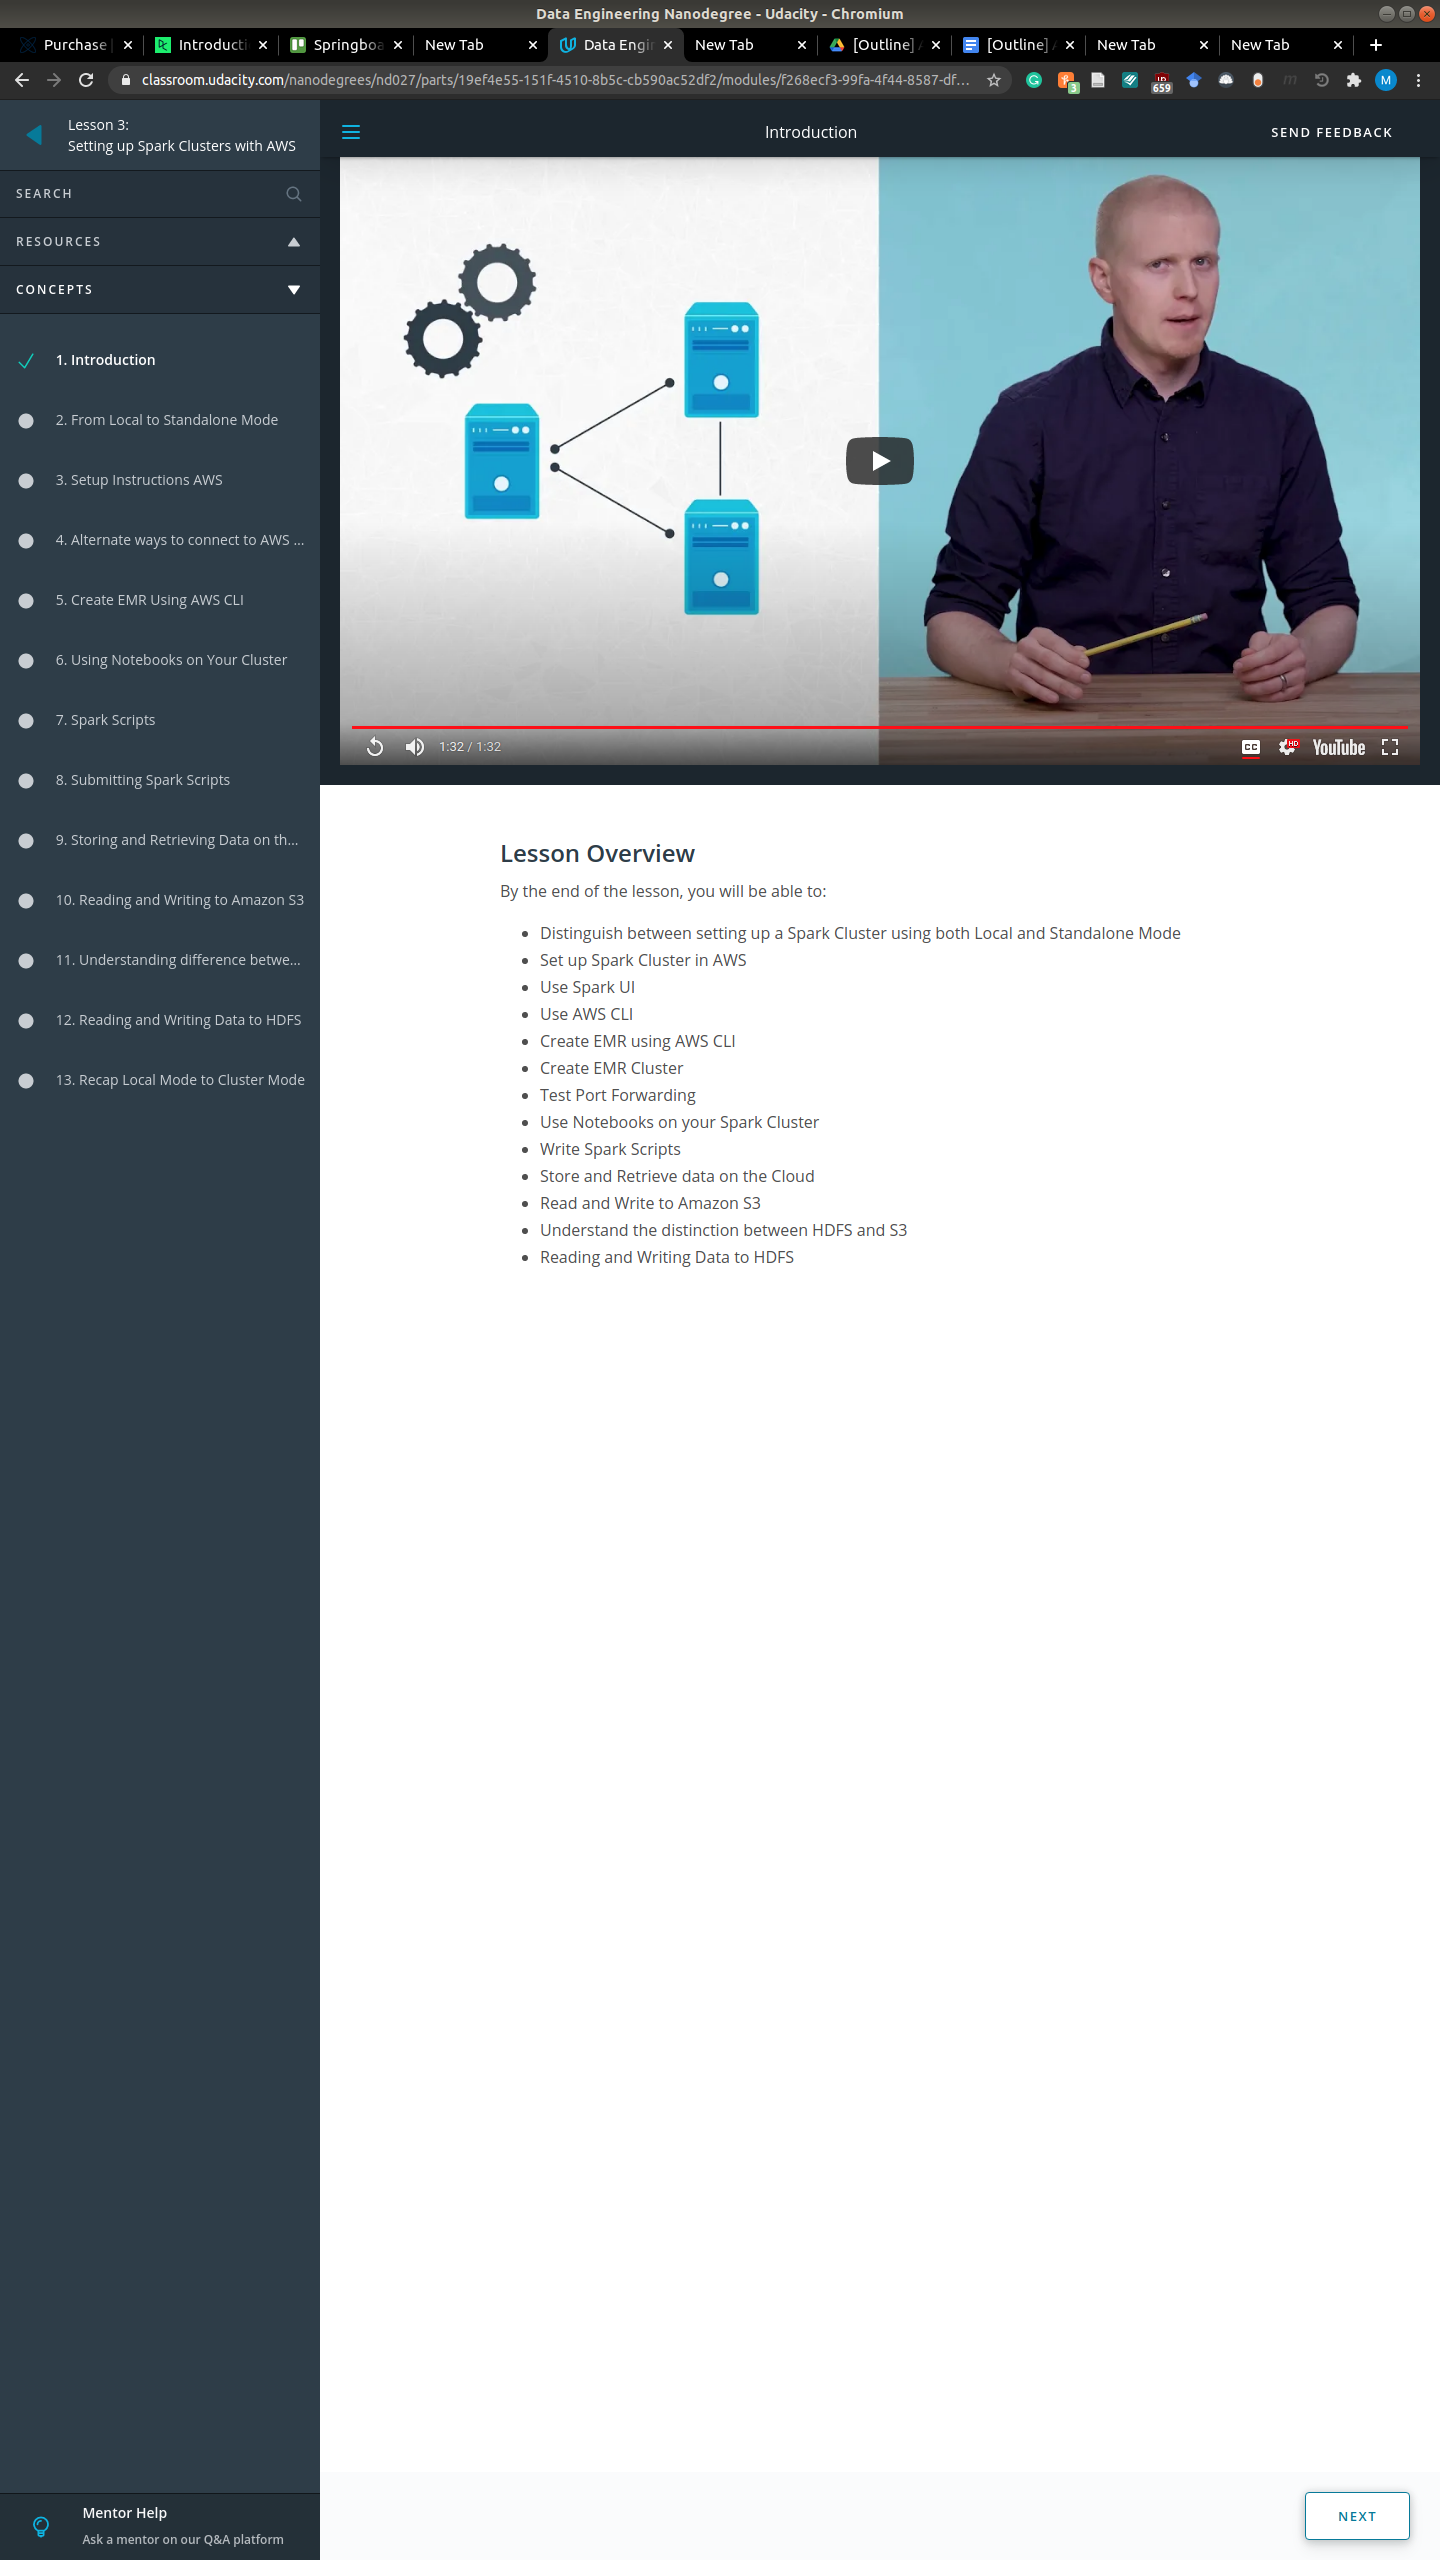 Data Engineering Nanodegree - Udacity - Chromium
Purchase
Introducti
Springboa
New Tab
Data Engin
New Tab
[Outline]
[Outline]
New Tab
New Tab
classroom.udacity.com/nanodegrees/nd027/parts/19ef4e55-151f-4510-8b5c-cb590ac52df2/modules/f268ecf3-99fa-4f44-8587-df...
3
659
M
Lesson 3:
Setting up Spark Clusters with AWS
Introduction
SEND FEEDBACK
SEARCH
RESOURCES
CONCEPTS
1. Introduction
2. From Local to Standalone Mode
3. Setup Instructions AWS
4. Alternate ways to connect to AWS ...
5. Create EMR Using AWS CLI
6. Using Notebooks on Your Cluster
7. Spark Scripts
8. Submitting Spark Scripts
9. Storing and Retrieving Data on th...
10. Reading and Writing to Amazon S3
11. Understanding difference betwe...
12. Reading and Writing Data to HDFS
13. Recap Local Mode to Cluster Mode
1:32 / 1:32
CC
HD
YouTube
Lesson Overview
By the end of the lesson, you will be able to:
• Distinguish between setting up a Spark Cluster using both Local and Standalone Mode
• Set up Spark Cluster in AWS
• Use Spark UI
• Use AWS CLI
• Create EMR using AWS CLI
• Create EMR Cluster
• Test Port Forwarding
• Use Notebooks on your Spark Cluster
• Write Spark Scripts
• Store and Retrieve data on the Cloud
• Read and Write to Amazon S3
• Understand the distinction between HDFS and S3
• Reading and Writing Data to HDFS
Mentor Help
Ask a mentor on our Q&A platform
NEXT